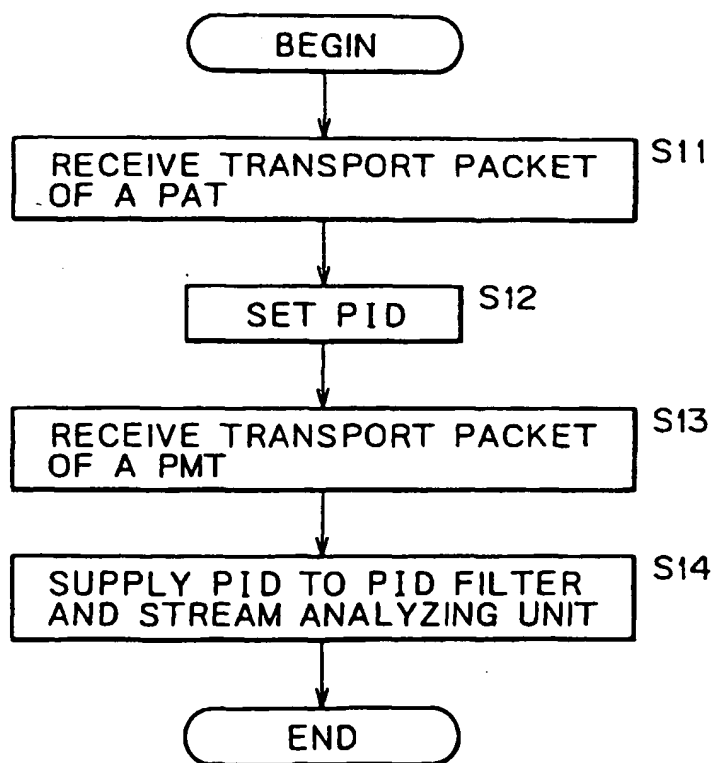 BEGIN
RECEIVE TRANSPORT PACKET
OF A PAT
S11
SET PID
S12
RECEIVE TRANSPORT PACKET
OF A PMT
S13
SUPPLY PID TO PID FILTER
AND STREAM ANALYZING UNIT
S14
END